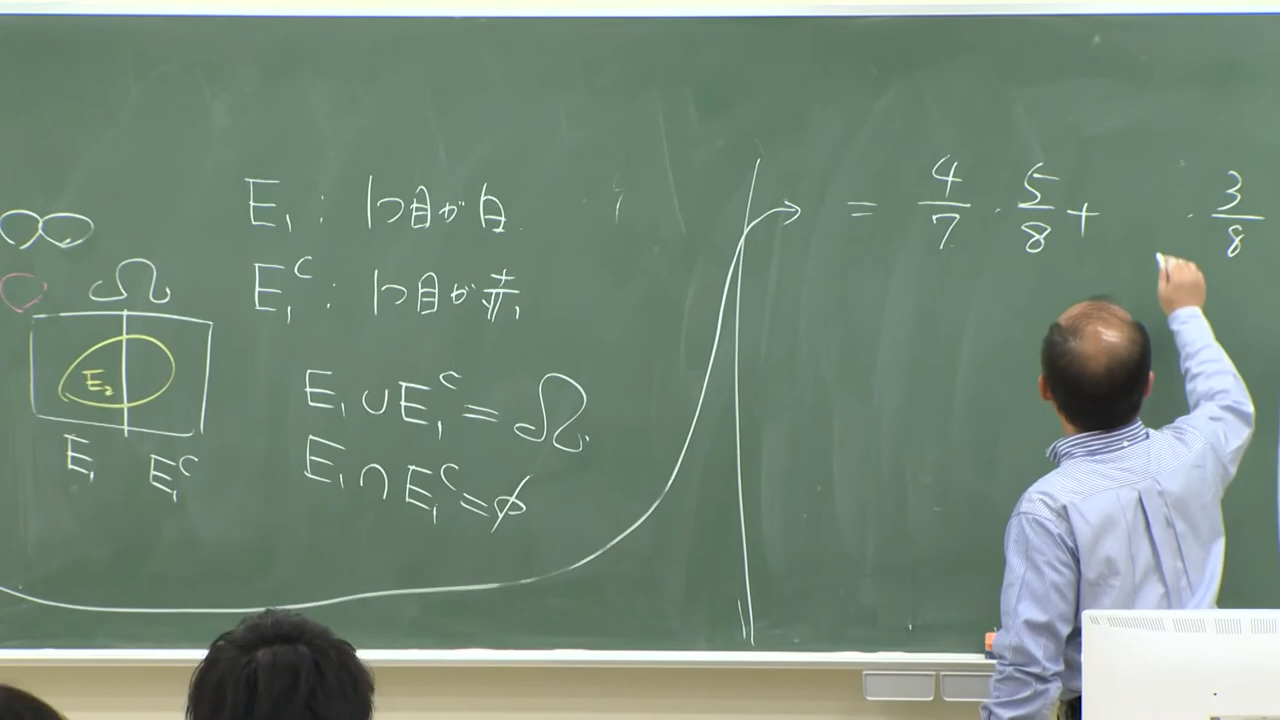 E₁ : 1つ目が白
E₁ᶜ : 1つ目が赤
Ω
E₂
E₁ E₁ᶜ
E₁ ∪ E₁ᶜ = Ω
E₁ ∩ E₁ᶜ = ∅
= 4/7 · 5/8 + · 3/8